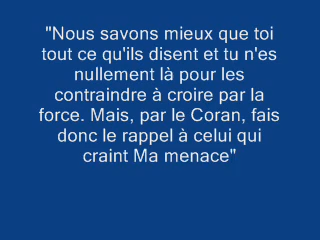 "Nous savons mieux que toi
tout ce qu'ils disent et tu n'es
nullement là pour les
contraindre à croire par la
force. Mais, par le Coran, fais
donc le rappel à celui qui
craint Ma menace"